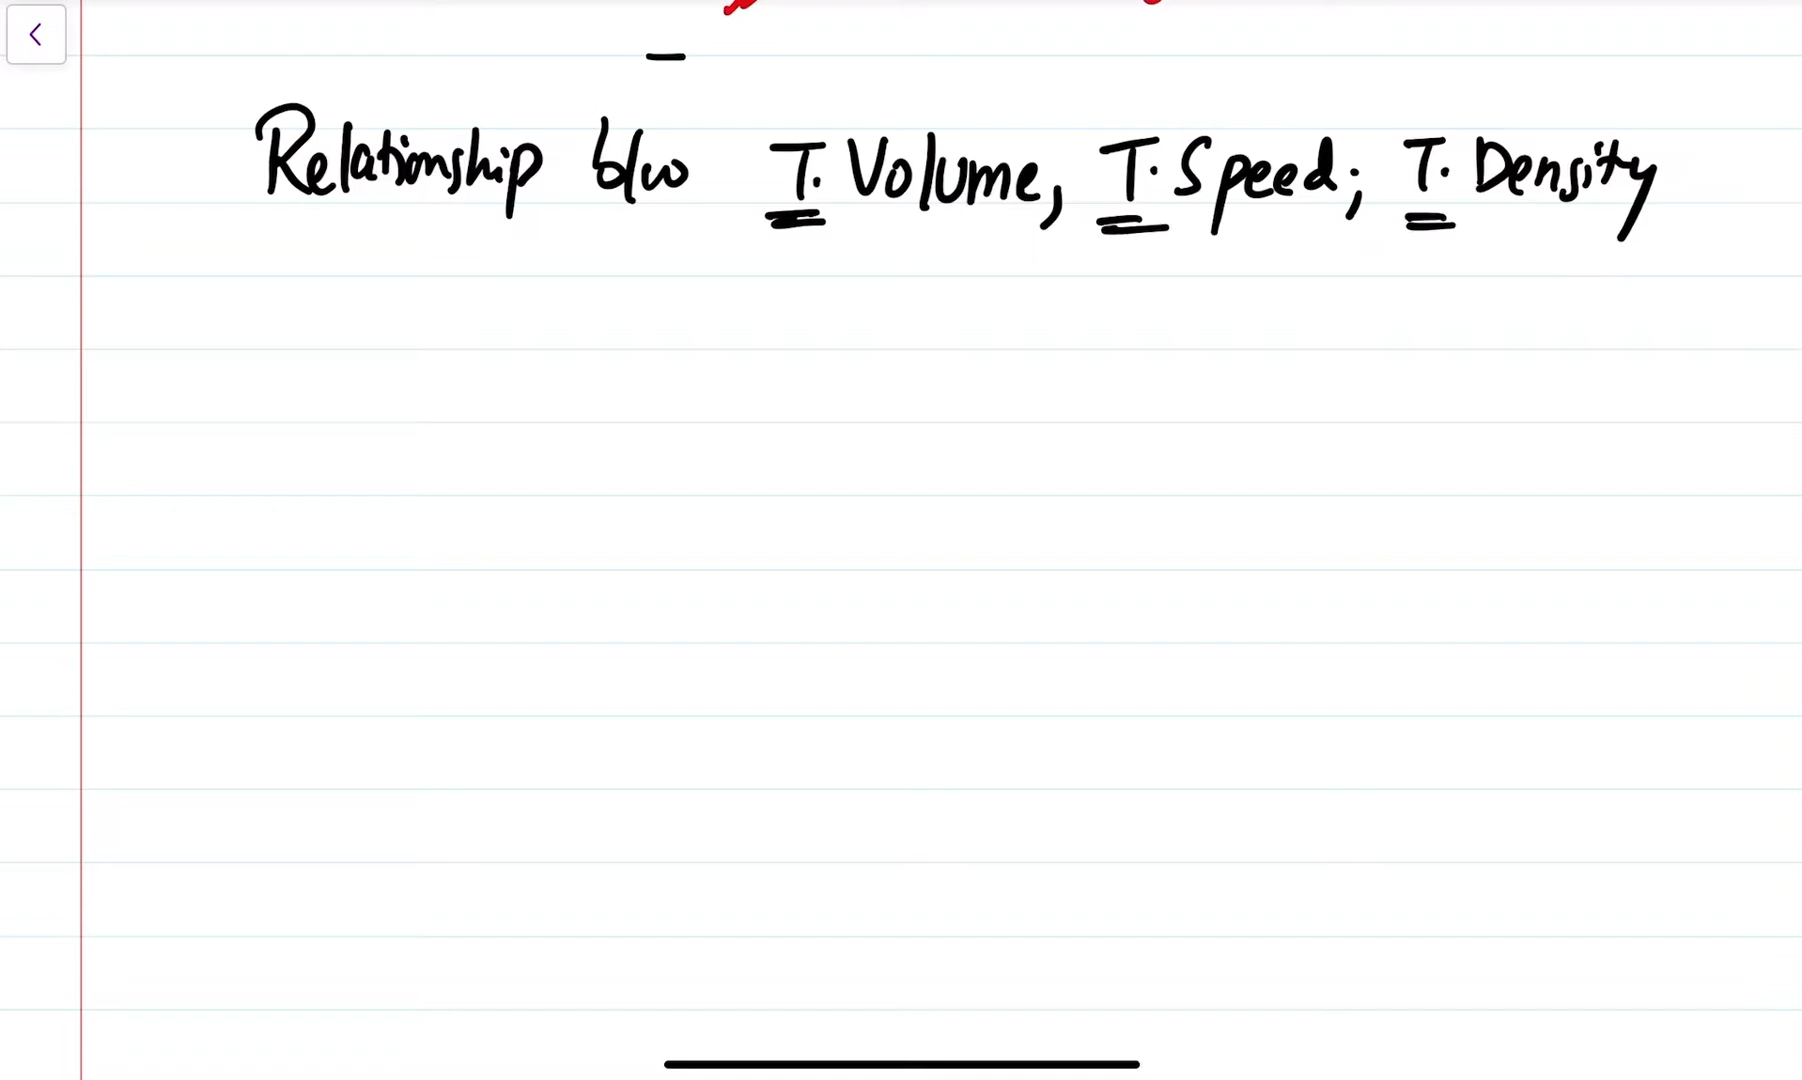 Relationship b/w T. Volume, T. Speed; T. Density